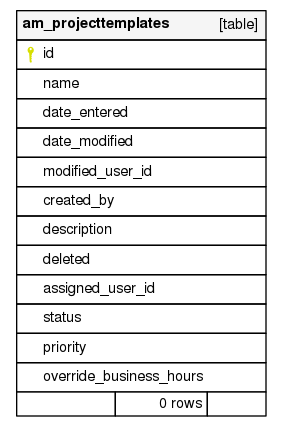 am_projecttemplates [table]
id
name
date_entered
date_modified
modified_user_id
created_by
description
deleted
assigned_user_id
status
priority
override_business_hours
0 rows